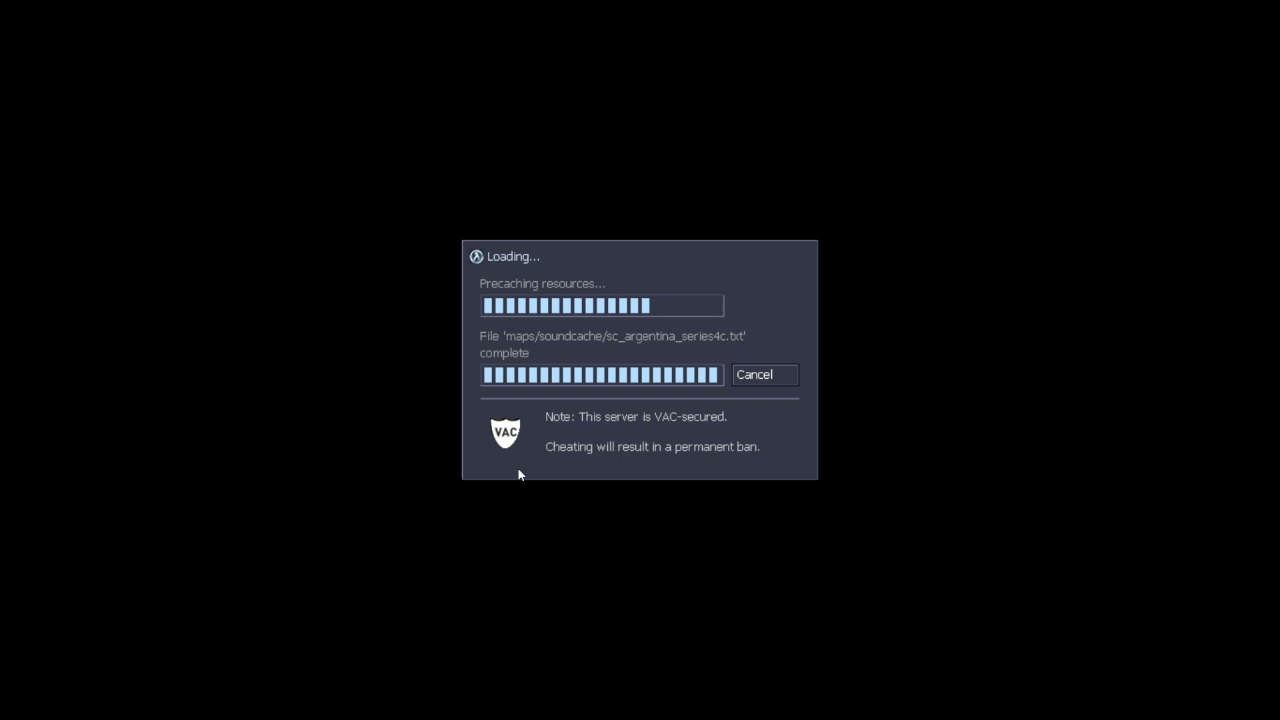 Loading...
Precaching resources...
File 'maps/soundcache/sc_argentina_series4c.txt'
complete
Cancel
Note: This server is VAC-secured.
VAC
Cheating will result in a permanent ban.